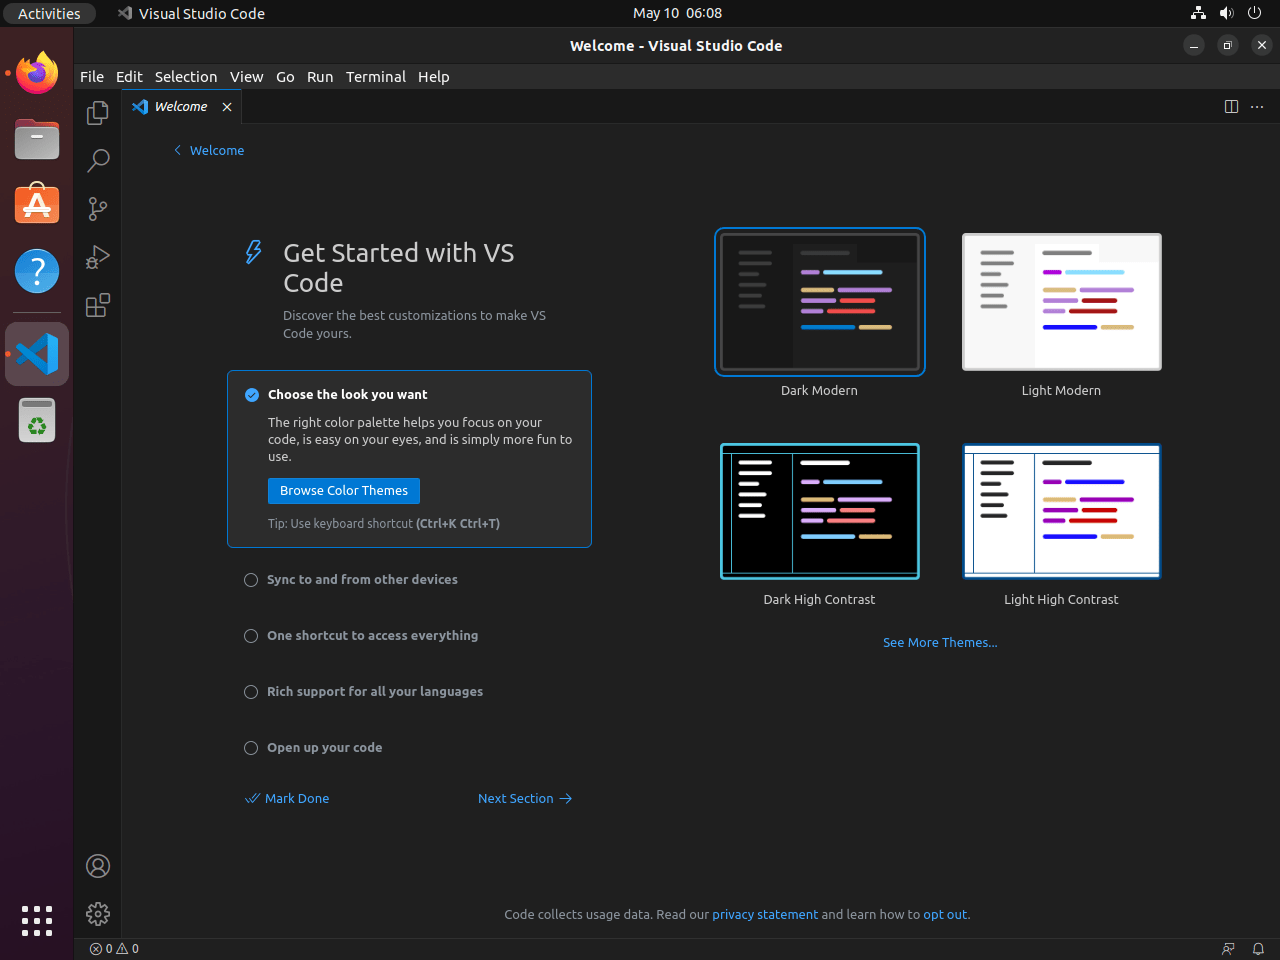 Activities
Visual Studio Code
May 10 06:08
Welcome - Visual Studio Code
File Edit Selection View Go Run Terminal Help
Welcome
Welcome
Get Started with VS
Code
Discover the best customizations to make VS
Code yours.
Choose the look you want
The right color palette helps you focus on your
code, is easy on your eyes, and is simply more fun to
use.
Browse Color Themes
Tip: Use keyboard shortcut (Ctrl+K Ctrl+T)
Sync to and from other devices
One shortcut to access everything
Rich support for all your languages
Open up your code
Mark Done
Next Section
Dark Modern
Light Modern
Dark High Contrast
Light High Contrast
See More Themes...
Code collects usage data. Read our privacy statement and learn how to opt out.
0 0